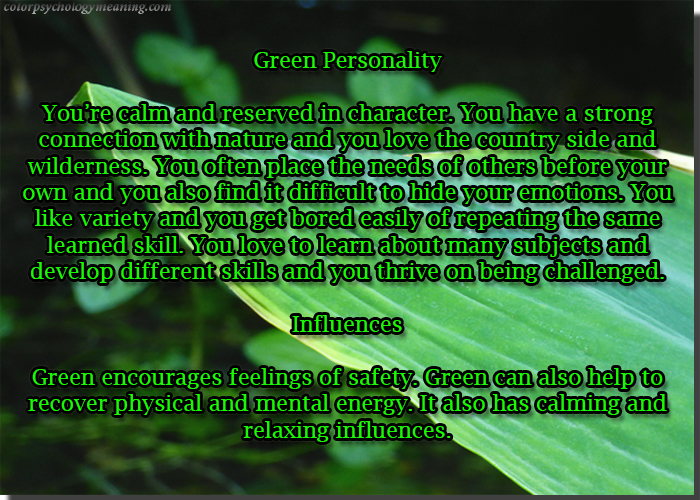 colorpsychologymeaning.com
Green Personality
You're calm and reserved in character. You have a strong
connection with nature and you love the country side and
wilderness. You often place the needs of others before your
own and you also find it difficult to hide your emotions. You
like variety and you get bored easily of repeating the same
learned skill. You love to learn about many subjects and
develop different skills and you thrive on being challenged.
Influences
Green encourages feelings of safety. Green can also help to
recover physical and mental energy. It also has calming and
relaxing influences.